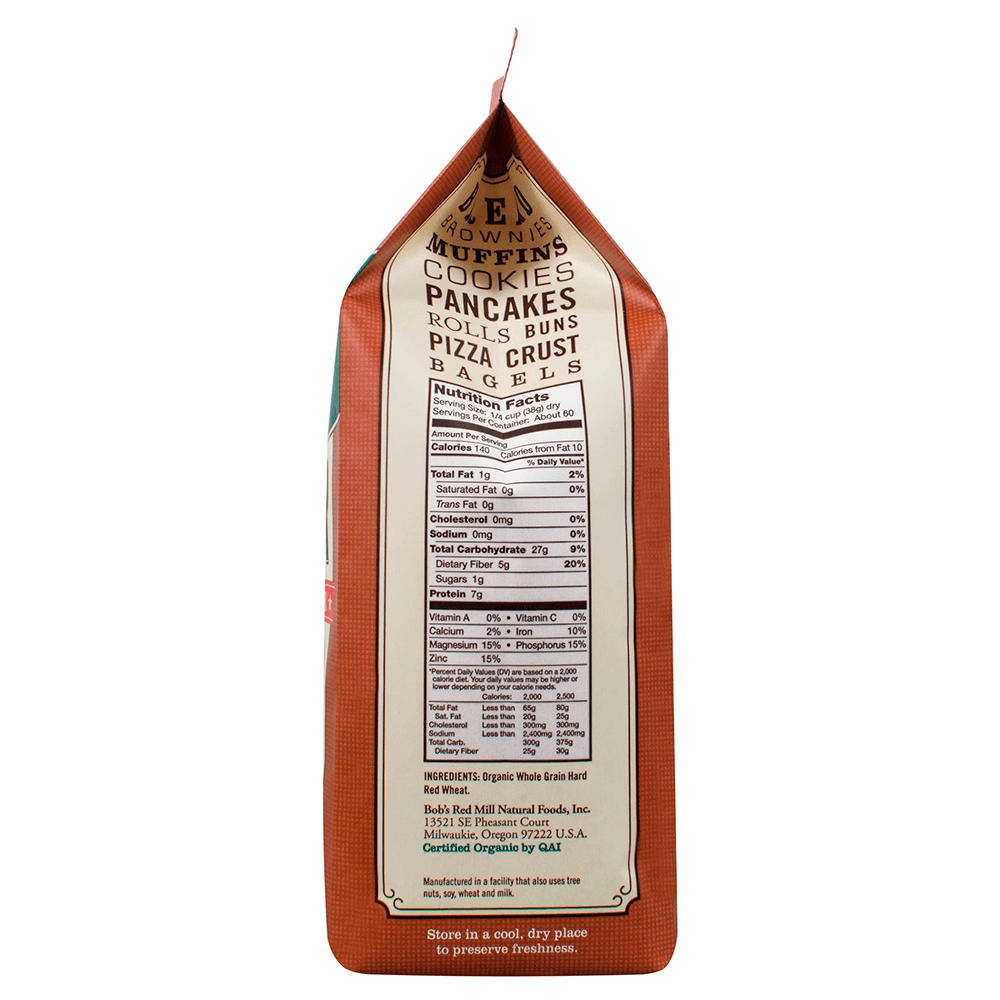 BROWNIES
MUFFINS
COOKIES
PANCAKES
ROLLS BUNS
PIZZA CRUST
BAGELS
Nutrition Facts
Serving Size: 1/4 cup (38g) dry
Servings Per Container: About 60
Amount Per Serving
Calories 140 Calories from Fat 10
% Daily Value*
Total Fat 1g 2%
Saturated Fat 0g 0%
Trans Fat 0g
Cholesterol 0mg 0%
Sodium 0mg 0%
Total Carbohydrate 27g 9%
Dietary Fiber 5g 20%
Sugars 1g
Protein 7g
Vitamin A 0% • Vitamin C 0%
Calcium 2% • Iron 10%
Magnesium 15% • Phosphorus 15%
Zinc 15%
*Percent Daily Values (DV) are based on a 2,000
calorie diet. Your daily values may be higher or
lower depending on your calorie needs.
Calories: 2,000 2,500
Total Fat Less than 65g 80g
Sat. Fat Less than 20g 25g
Cholesterol Less than 300mg 300mg
Sodium Less than 2,400mg 2,400mg
Total Carb. 300g 375g
Dietary Fiber 25g 30g
INGREDIENTS: Organic Whole Grain Hard
Red Wheat.
Bob's Red Mill Natural Foods, Inc.
13521 SE Pheasant Court
Milwaukie, Oregon 97222 U.S.A.
Certified Organic by QAI
Manufactured in a facility that also uses tree
nuts, soy, wheat and milk.
Store in a cool, dry place
to preserve freshness.